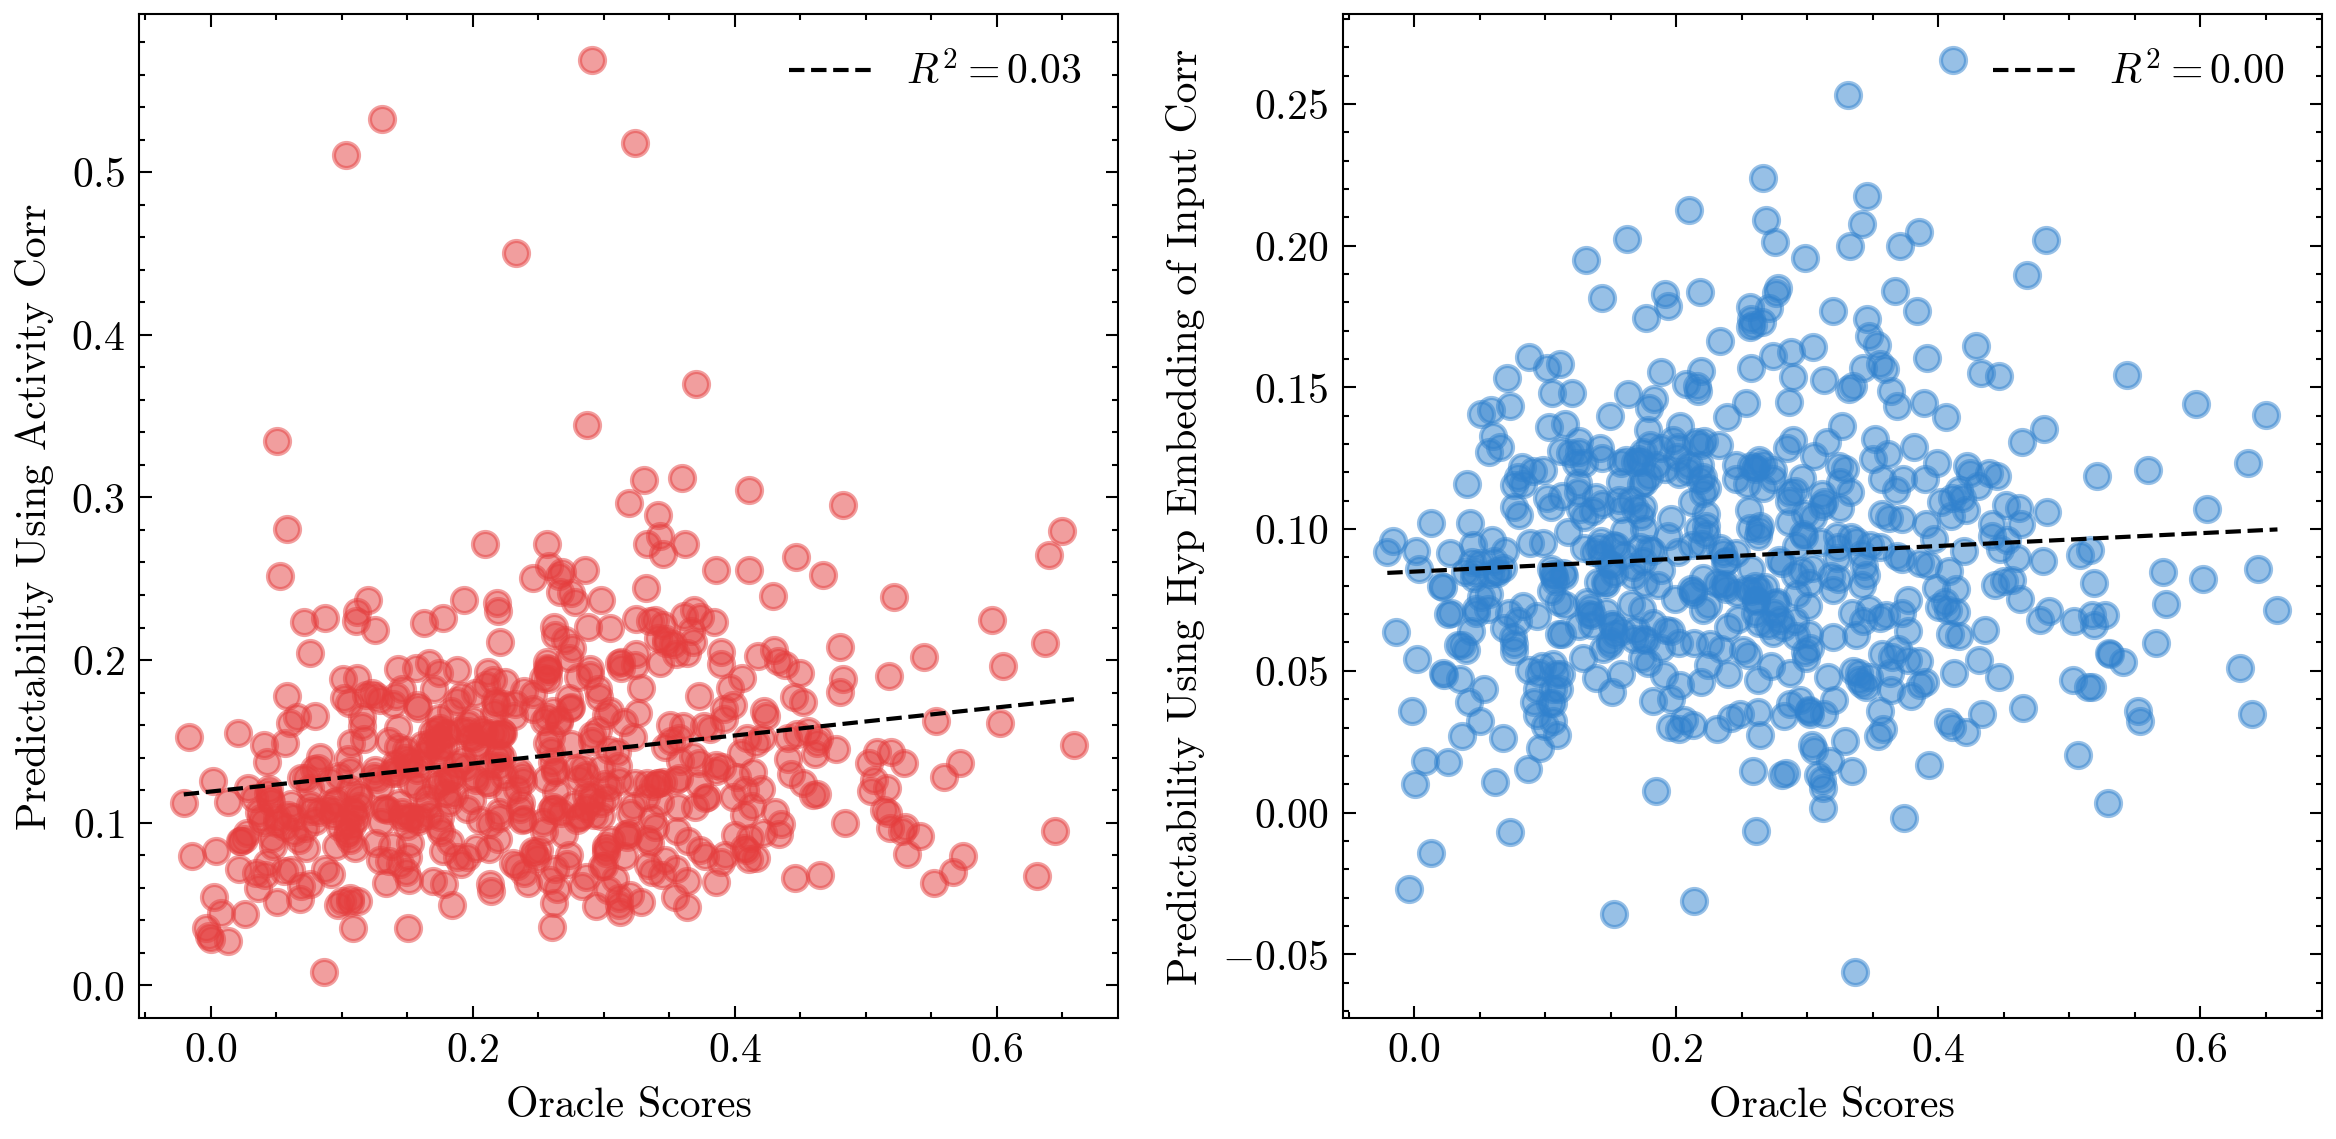 Predictability Using Activity Corr
0.5
0.4
0.3
0.2
0.1
0.0
0.0 0.2 0.4 0.6
Oracle Scores
R² = 0.03
Predictability Using Hyp Embedding of Input Corr
0.25
0.20
0.15
0.10
0.05
0.00
−0.05
0.0 0.2 0.4 0.6
Oracle Scores
R² = 0.00